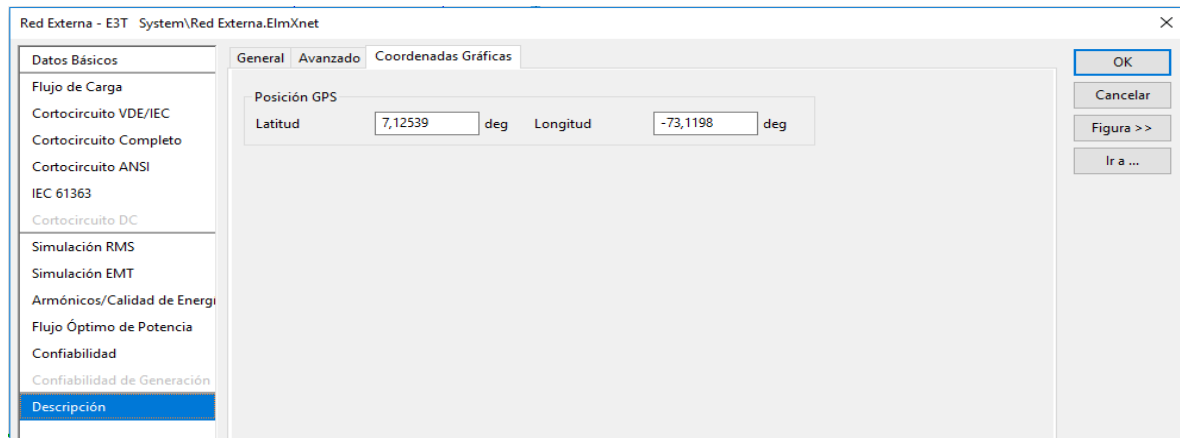 Red Externa - E3T System\Red Externa.ElmXnet
Datos Básicos
Flujo de Carga
Cortocircuito VDE/IEC
Cortocircuito Completo
Cortocircuito ANSI
IEC 61363
Cortocircuito DC
Simulación RMS
Simulación EMT
Armónicos/Calidad de Energ
Flujo Óptimo de Potencia
Confiabilidad
Confiabilidad de Generación
Descripción
General Avanzado Coordenadas Gráficas
Posición GPS
Latitud 7,12539 deg Longitud -73,1198 deg
OK
Cancelar
Figura >>
Ir a ...